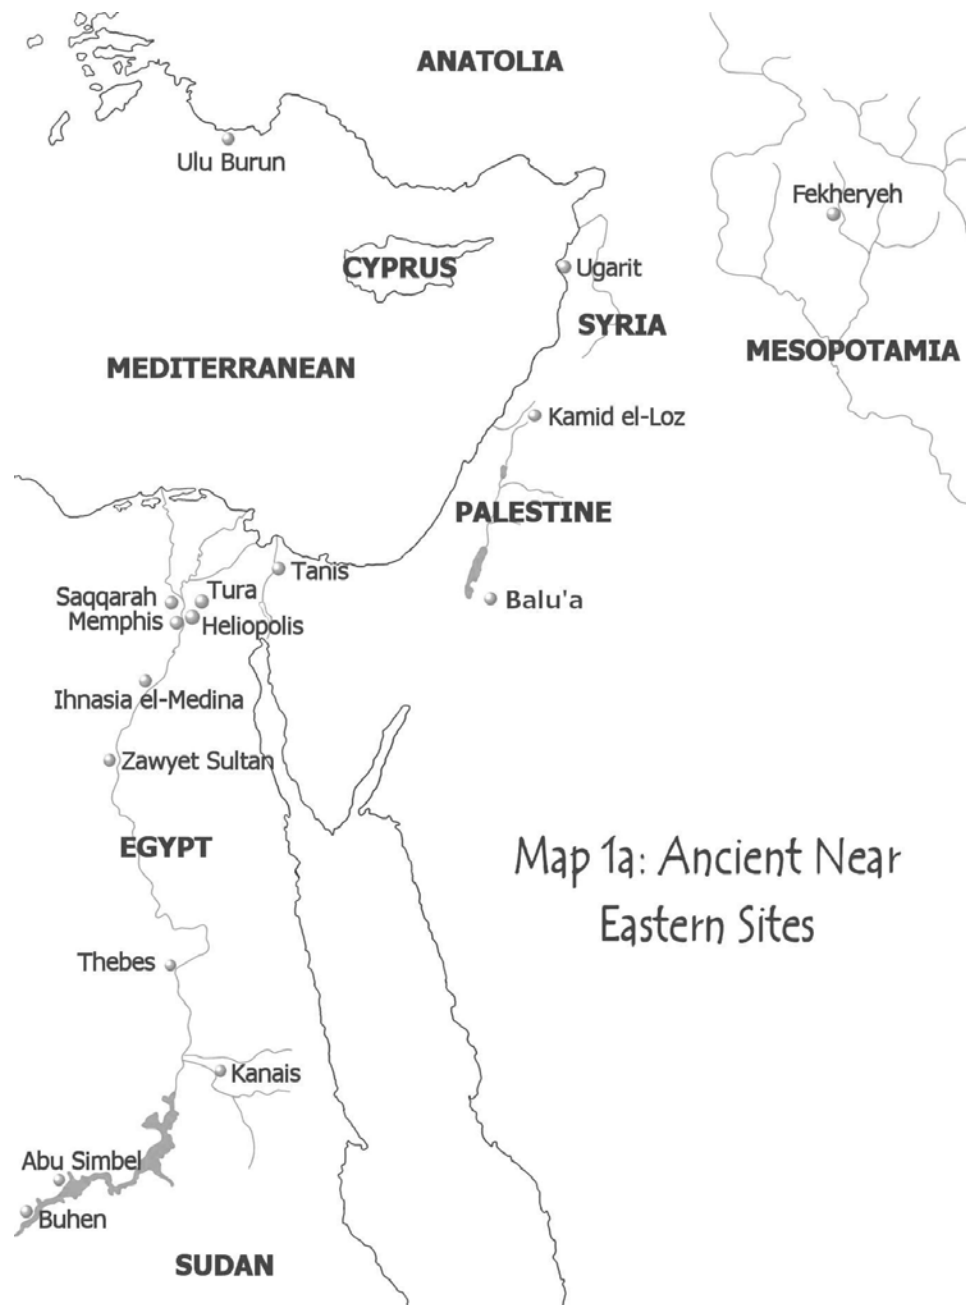 ANATOLIA
Ulu Burun
Fekheryeh
CYPRUS
Ugarit
SYRIA
MESOPOTAMIA
MEDITERRANEAN
Kamid el-Loz
PALESTINE
Tanis
Saqqarah
Tura
Balu'a
Memphis
Heliopolis
Ihnasia el-Medina
Zawyet Sultan
EGYPT
Map 1a: Ancient Near
Eastern Sites
Thebes
Kanais
Abu Simbel
Buhen
SUDAN